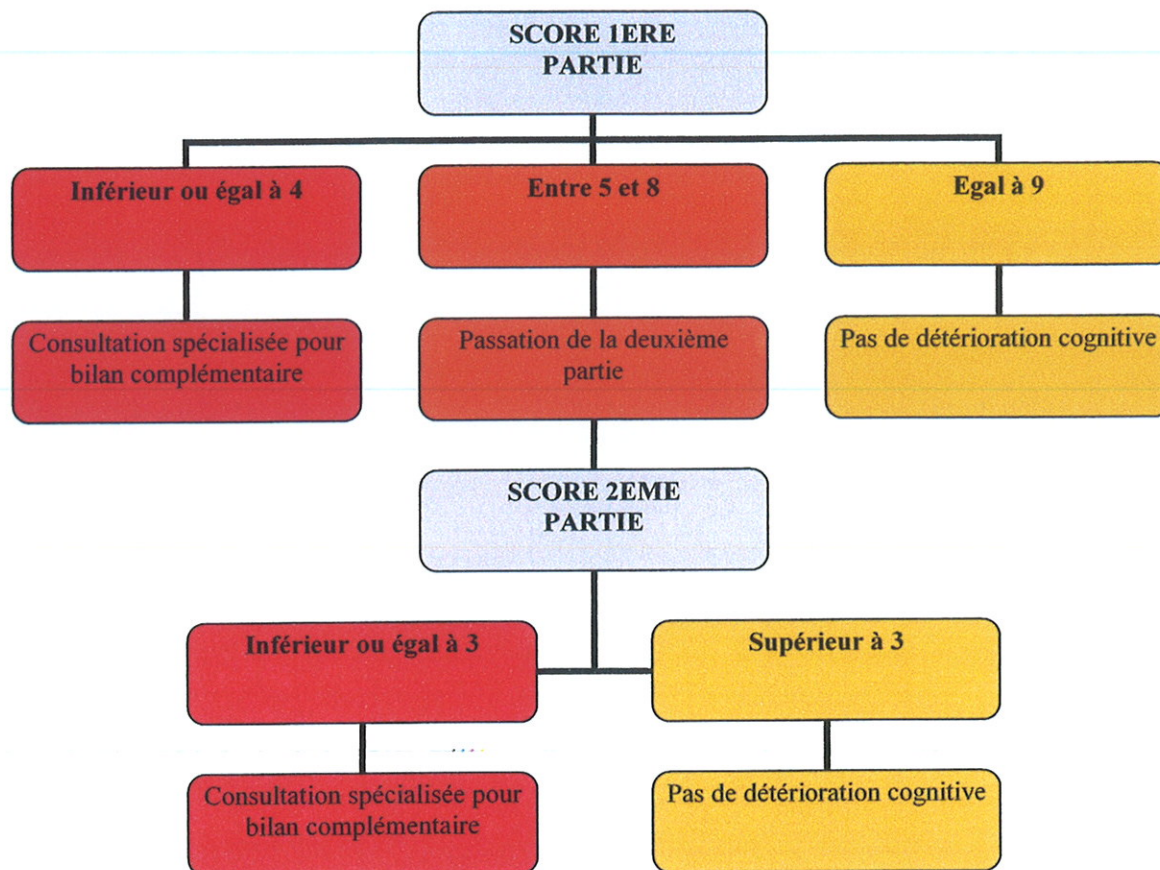 SCORE 1ERE
PARTIE
Inférieur ou égal à 4
Entre 5 et 8
Egal à 9
Consultation spécialisée pour
bilan complémentaire
Passation de la deuxième
partie
Pas de détérioration cognitive
SCORE 2EME
PARTIE
Inférieur ou égal à 3
Supérieur à 3
Consultation spécialisée pour
bilan complémentaire
Pas de détérioration cognitive